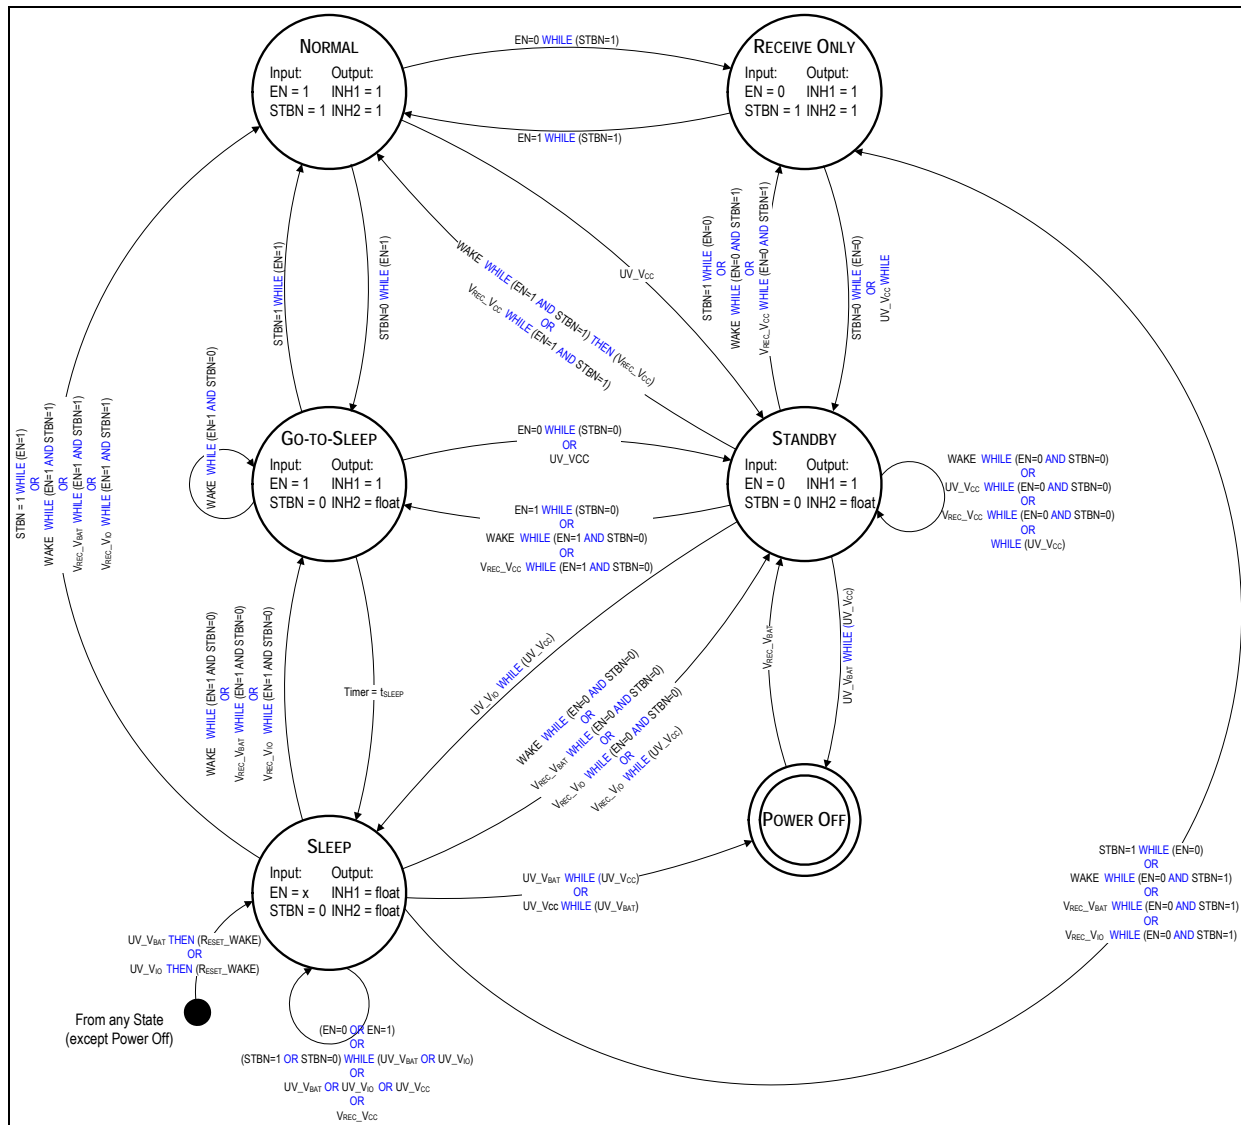 NORMAL
Input: Output:
EN = 1 INH1 = 1
STBN = 1 INH2 = 1
EN=0 WHILE (STBN=1)
RECEIVE ONLY
Input: Output:
EN = 0 INH1 = 1
STBN = 1 INH2 = 1
EN=1 WHILE (STBN=1)
STBN=1 WHILE (EN=1)
STBN=0 WHILE (EN=1)
WAKE WHILE (EN=1 AND STBN=1) THEN (VREC_VCC)
OR
VREC_VCC WHILE (EN=1 AND STBN=1)
UV_VCC
STBN=1 WHILE (EN=0)
OR
WAKE WHILE (EN=0 AND STBN=1)
OR
VREC_VCC WHILE (EN=0 AND STBN=1)
STBN=0 WHILE (EN=0)
OR
UV_VCC WHILE
STBN = 1 WHILE (EN=1)
OR
WAKE WHILE (EN=1 AND STBN=1)
OR
VREC_VBAT WHILE (EN=1 AND STBN=1)
OR
VREC_VIO WHILE (EN=1 AND STBN=1)
WAKE WHILE (EN=1 AND STBN=0)
GO-TO-SLEEP
Input: Output:
EN = 1 INH1 = 1
STBN = 0 INH2 = float
EN=0 WHILE (STBN=0)
OR
UV_VCC
EN=1 WHILE (STBN=0)
OR
WAKE WHILE (EN=1 AND STBN=0)
OR
VREC_VCC WHILE (EN=1 AND STBN=0)
STANDBY
Input: Output:
EN = 0 INH1 = 1
STBN = 0 INH2 = float
WAKE WHILE (EN=0 AND STBN=0)
OR
UV_VCC WHILE (EN=0 AND STBN=0)
OR
VREC_VCC WHILE (EN=0 AND STBN=0)
OR
WHILE (UV_VCC)
WAKE WHILE (EN=1 AND STBN=0)
OR
VREC_VBAT WHILE (EN=1 AND STBN=0)
OR
VREC_VIO WHILE (EN=1 AND STBN=0)
Timer = tSLEEP
UV_VIO WHILE (UV_VCC)
WAKE WHILE (EN=0 AND STBN=0)
OR
VREC_VBAT WHILE (EN=0 AND STBN=0)
OR
VREC_VIO WHILE (EN=0 AND STBN=0)
OR
VREC_VIO WHILE (UV_VCC)
VREC_VBAT
UV_VBAT WHILE (UV_VCC)
POWER OFF
SLEEP
Input: Output:
EN = x INH1 = float
STBN = 0 INH2 = float
UV_VBAT WHILE (UV_VCC)
OR
UV_Vcc WHILE (UV_VBAT)
STBN=1 WHILE (EN=0)
OR
WAKE WHILE (EN=0 AND STBN=1)
OR
VREC_VBAT WHILE (EN=0 AND STBN=1)
OR
VREC_VIO WHILE (EN=0 AND STBN=1)
UV_VBAT THEN (RESET_WAKE)
OR
UV_VIO THEN (RESET_WAKE)
From any State
(except Power Off)
(EN=0 OR EN=1)
OR
(STBN=1 OR STBN=0) WHILE (UV_VBAT OR UV_VIO)
OR
UV_VBAT OR UV_VIO OR UV_VCC
OR
VREC_VCC